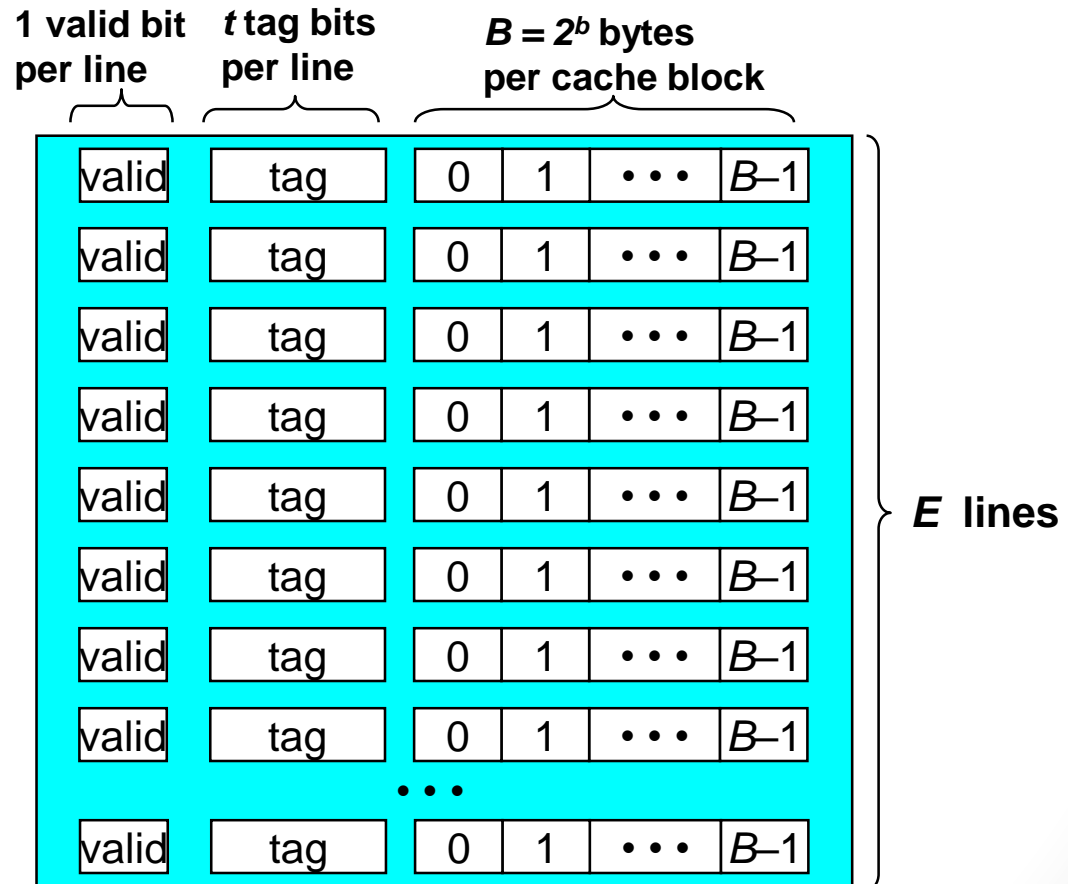 1 valid bit per line
t tag bits per line
B = 2^b bytes per cache block
valid tag 0 1 • • • B–1
valid tag 0 1 • • • B–1
valid tag 0 1 • • • B–1
valid tag 0 1 • • • B–1
valid tag 0 1 • • • B–1
valid tag 0 1 • • • B–1
valid tag 0 1 • • • B–1
valid tag 0 1 • • • B–1
• • •
valid tag 0 1 • • • B–1
E lines